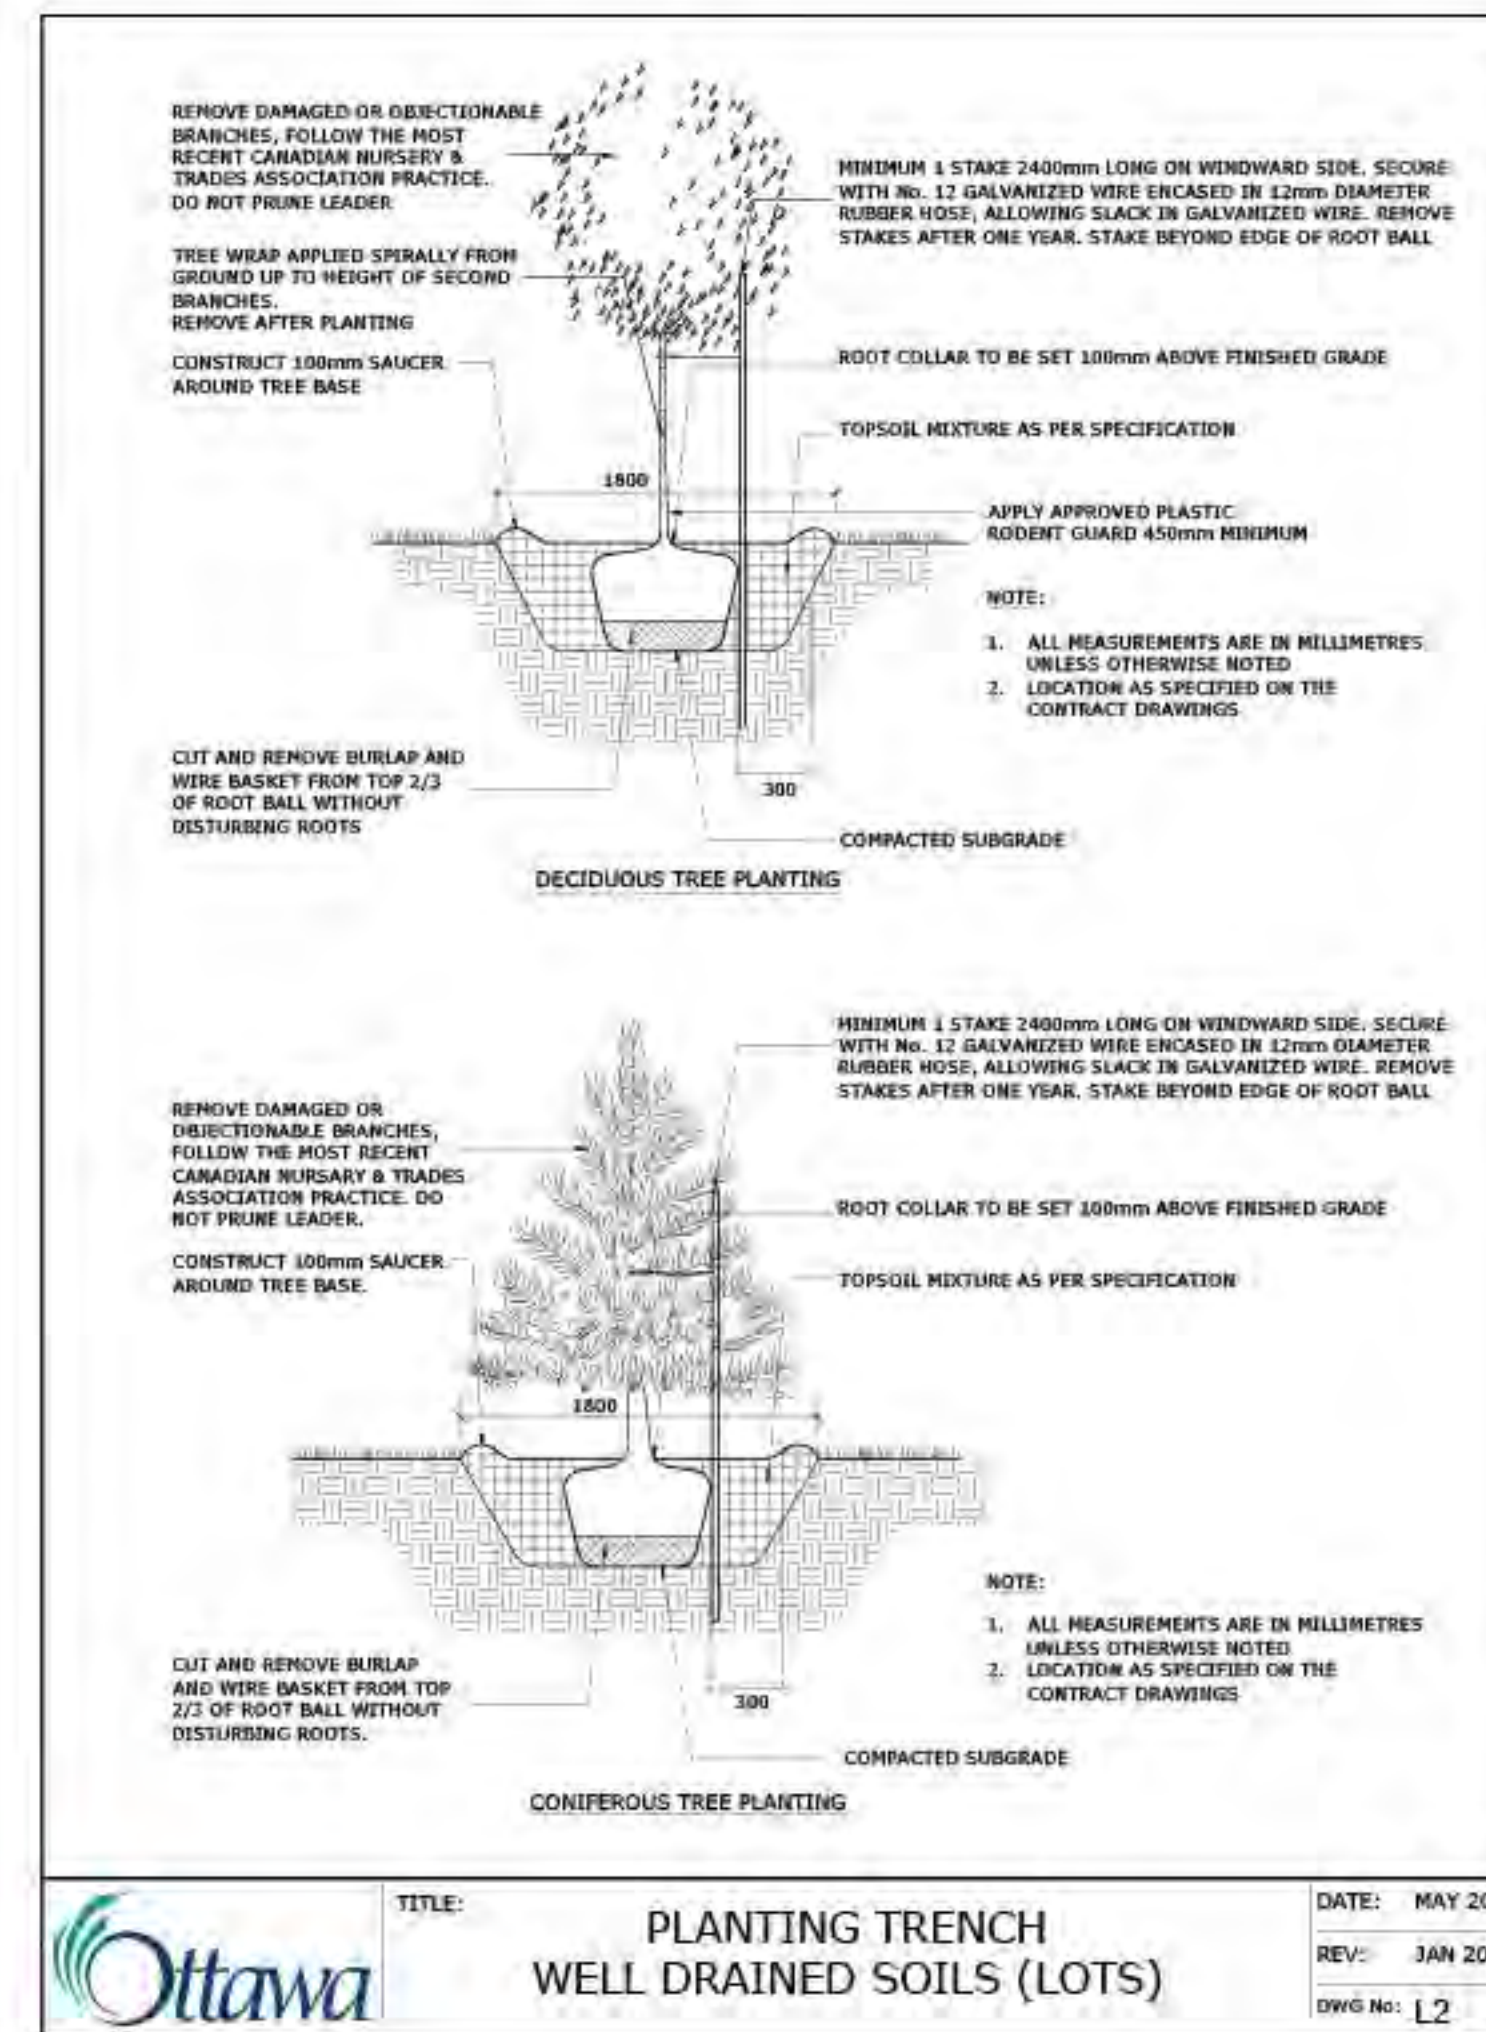 REMOVE DAMAGED OR OBJECTIONABLE
BRANCHES, FOLLOW THE MOST
RECENT CANADIAN NURSERY &
TRADES ASSOCIATION PRACTICE.
DO NOT PRUNE LEADER
TREE WRAP APPLIED SPIRALLY FROM
GROUND UP TO HEIGHT OF SECOND
BRANCHES.
REMOVE AFTER PLANTING
CONSTRUCT 100mm SAUCER
AROUND TREE BASE
MINIMUM 1 STAKE 2400mm LONG ON WINDWARD SIDE. SECURE
WITH No. 12 GALVANIZED WIRE ENCASED IN 12mm DIAMETER
RUBBER HOSE, ALLOWING SLACK IN GALVANIZED WIRE. REMOVE
STAKES AFTER ONE YEAR. STAKE BEYOND EDGE OF ROOT BALL
ROOT COLLAR TO BE SET 100mm ABOVE FINISHED GRADE
TOPSOIL MIXTURE AS PER SPECIFICATION
1800
APPLY APPROVED PLASTIC
RODENT GUARD 450mm MINIMUM
NOTE:
1. ALL MEASUREMENTS ARE IN MILLIMETRES
UNLESS OTHERWISE NOTED
2. LOCATION AS SPECIFIED ON THE
CONTRACT DRAWINGS
CUT AND REMOVE BURLAP AND
WIRE BASKET FROM TOP 2/3
OF ROOT BALL WITHOUT
DISTURBING ROOTS
300
COMPACTED SUBGRADE
DECIDUOUS TREE PLANTING
MINIMUM 1 STAKE 2400mm LONG ON WINDWARD SIDE. SECURE
WITH No. 12 GALVANIZED WIRE ENCASED IN 12mm DIAMETER
RUBBER HOSE, ALLOWING SLACK IN GALVANIZED WIRE. REMOVE
STAKES AFTER ONE YEAR. STAKE BEYOND EDGE OF ROOT BALL
REMOVE DAMAGED OR
OBJECTIONABLE BRANCHES,
FOLLOW THE MOST RECENT
CANADIAN NURSARY & TRADES
ASSOCIATION PRACTICE. DO
NOT PRUNE LEADER.
CONSTRUCT 100mm SAUCER
AROUND TREE BASE.
ROOT COLLAR TO BE SET 100mm ABOVE FINISHED GRADE
TOPSOIL MIXTURE AS PER SPECIFICATION
1800
NOTE:
1. ALL MEASUREMENTS ARE IN MILLIMETRES
UNLESS OTHERWISE NOTED
2. LOCATION AS SPECIFIED ON THE
CONTRACT DRAWINGS
CUT AND REMOVE BURLAP
AND WIRE BASKET FROM TOP
2/3 OF ROOT BALL WITHOUT
DISTURBING ROOTS.
300
COMPACTED SUBGRADE
CONIFEROUS TREE PLANTING
Ottawa
TITLE:
PLANTING TRENCH
WELL DRAINED SOILS (LOTS)
DATE: MAY 20
REV: JAN 20
DWG No: L2